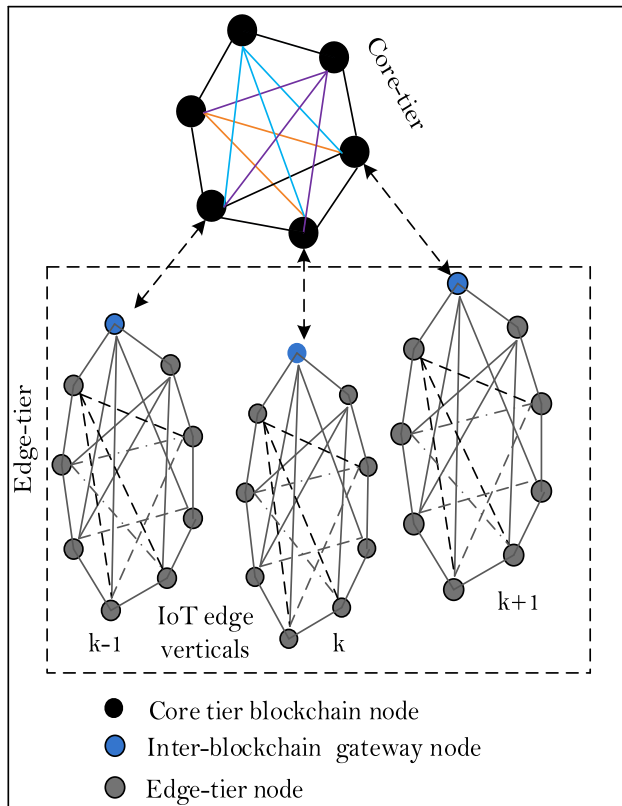 Core-tier
Edge-tier
k-1
IoT edge
verticals
k
k+1
Core tier blockchain node
Inter-blockchain gateway node
Edge-tier node